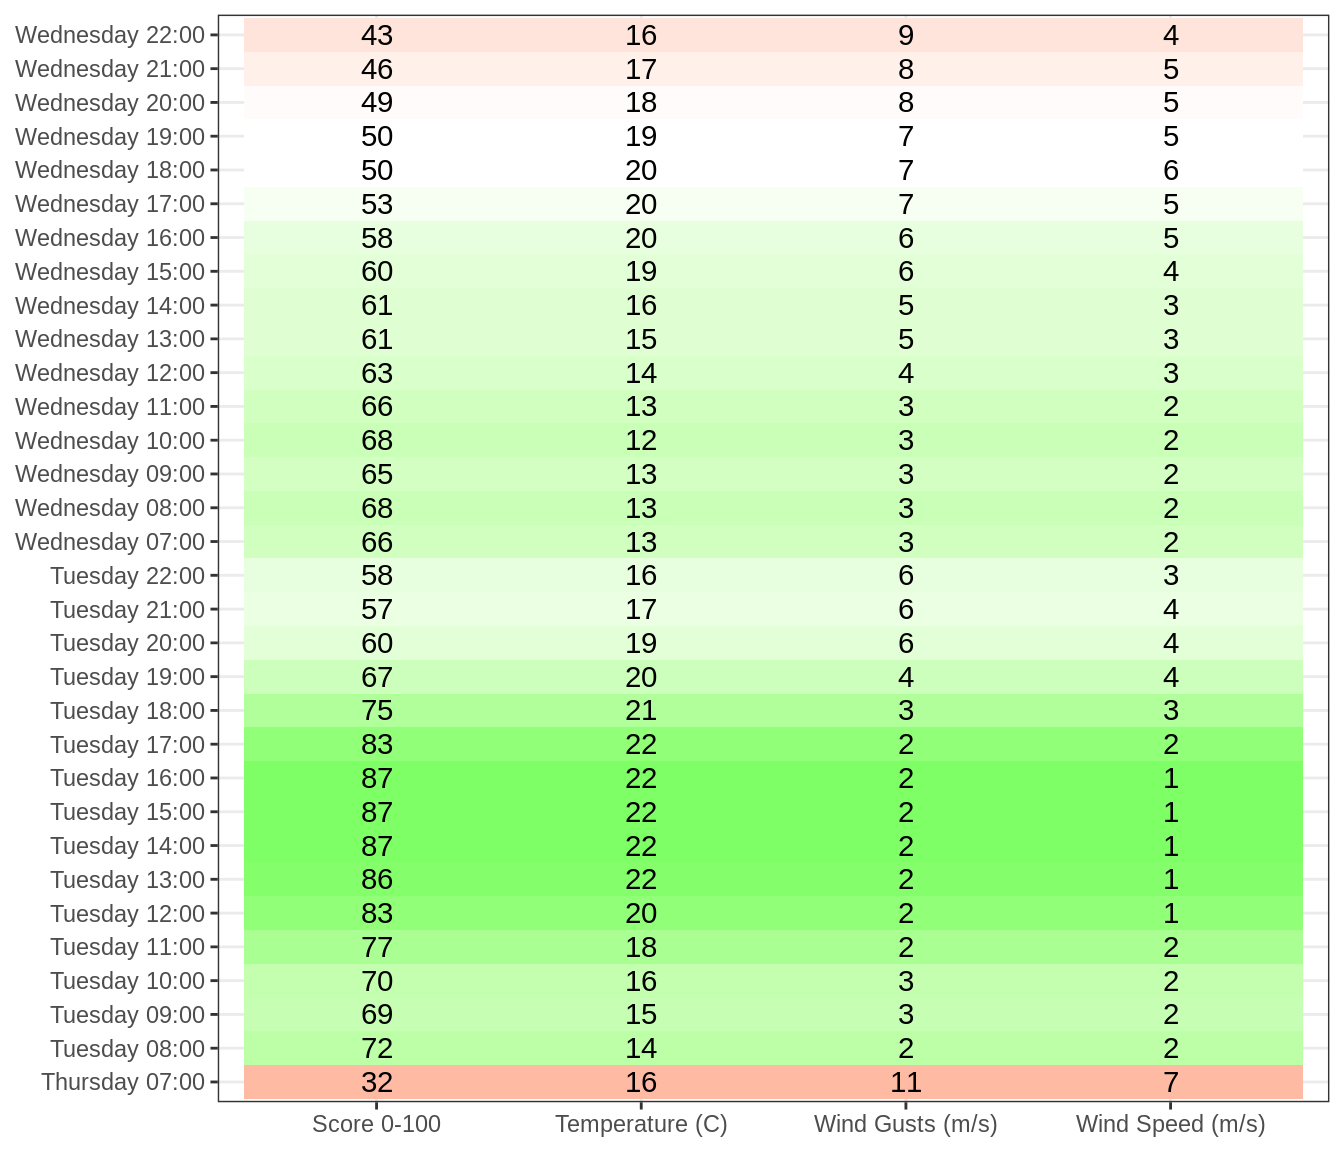 Wednesday 22:00 43 16 9 4
Wednesday 21:00 46 17 8 5
Wednesday 20:00 49 18 8 5
Wednesday 19:00 50 19 7 5
Wednesday 18:00 50 20 7 6
Wednesday 17:00 53 20 7 5
Wednesday 16:00 58 20 6 5
Wednesday 15:00 60 19 6 4
Wednesday 14:00 61 16 5 3
Wednesday 13:00 61 15 5 3
Wednesday 12:00 63 14 4 3
Wednesday 11:00 66 13 3 2
Wednesday 10:00 68 12 3 2
Wednesday 09:00 65 13 3 2
Wednesday 08:00 68 13 3 2
Wednesday 07:00 66 13 3 2
Tuesday 22:00 58 16 6 3
Tuesday 21:00 57 17 6 4
Tuesday 20:00 60 19 6 4
Tuesday 19:00 67 20 4 4
Tuesday 18:00 75 21 3 3
Tuesday 17:00 83 22 2 2
Tuesday 16:00 87 22 2 1
Tuesday 15:00 87 22 2 1
Tuesday 14:00 87 22 2 1
Tuesday 13:00 86 22 2 1
Tuesday 12:00 83 20 2 1
Tuesday 11:00 77 18 2 2
Tuesday 10:00 70 16 3 2
Tuesday 09:00 69 15 3 2
Tuesday 08:00 72 14 2 2
Thursday 07:00 32 16 11 7
Score 0-100 Temperature (C) Wind Gusts (m/s) Wind Speed (m/s)